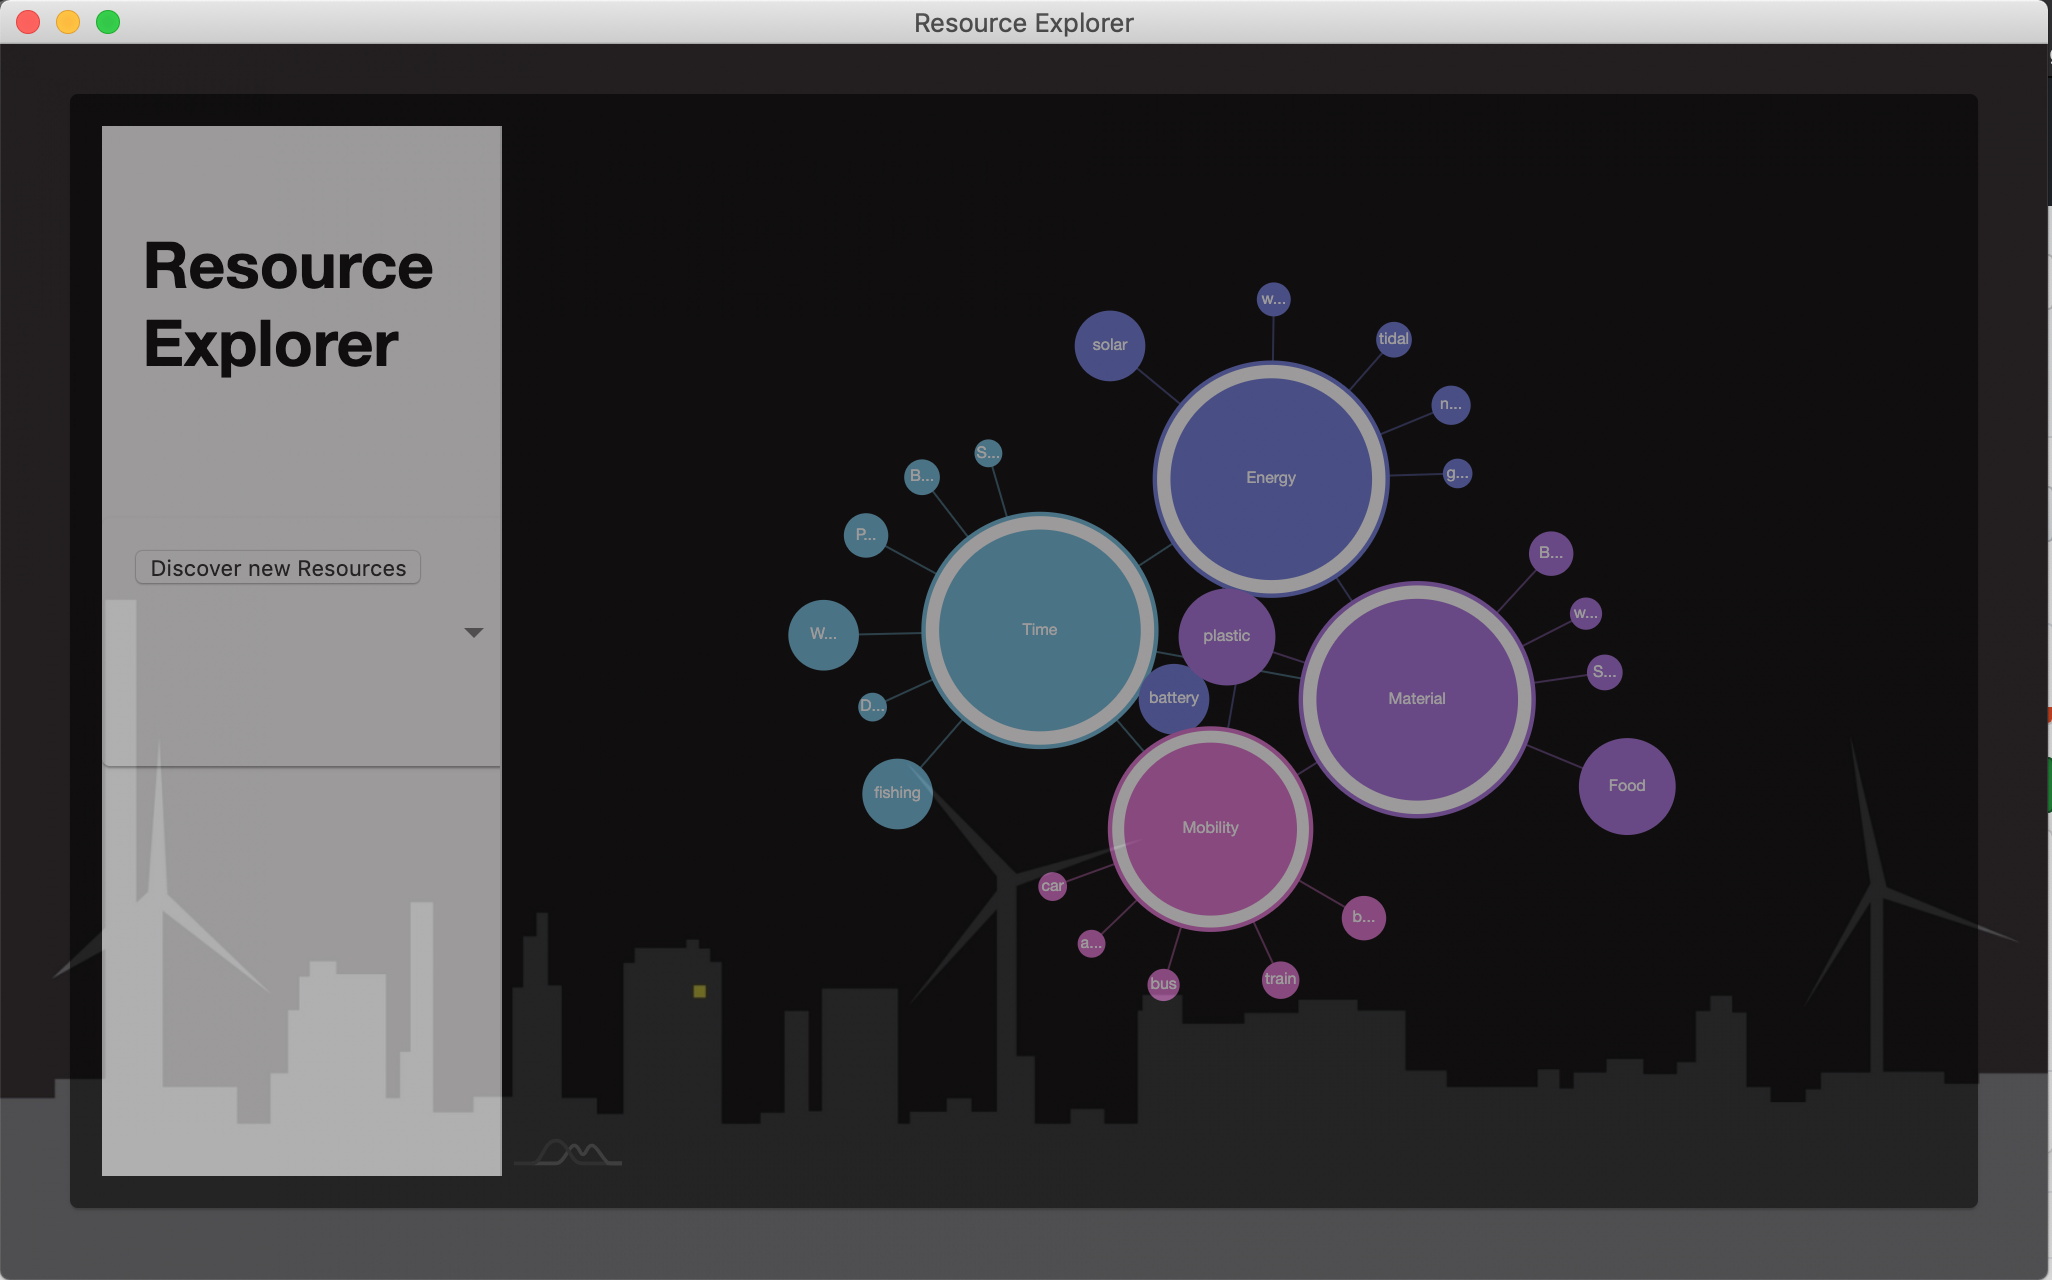 Resource Explorer
Resource
Explorer
Discover new Resources
w...
tidal
solar
n...
S...
g...
B...
Energy
P...
B...
w...
Time
W...
plastic
S...
battery
Material
D...
fishing
Food
Mobility
car
b...
a...
train
bus